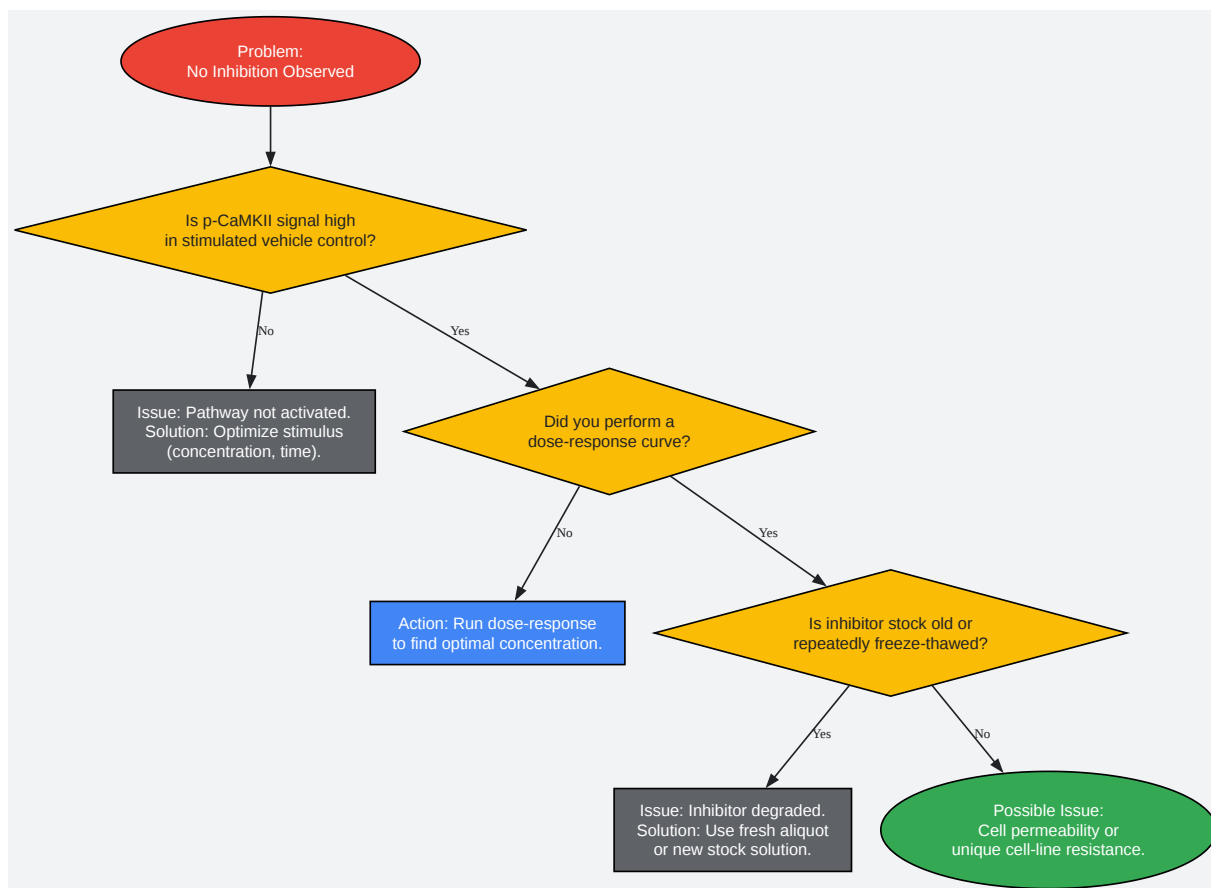 Problem:
No Inhibition Observed
Is p-CaMKII signal high
in stimulated vehicle control?
No
Yes
Issue: Pathway not activated.
Solution: Optimize stimulus
(concentration, time).
Did you perform a
dose-response curve?
No
Yes
Action: Run dose-response
to find optimal concentration.
Is inhibitor stock old or
repeatedly freeze-thawed?
Yes
No
Issue: Inhibitor degraded.
Solution: Use fresh aliquot
or new stock solution.
Possible Issue:
Cell permeability or
unique cell-line resistance.